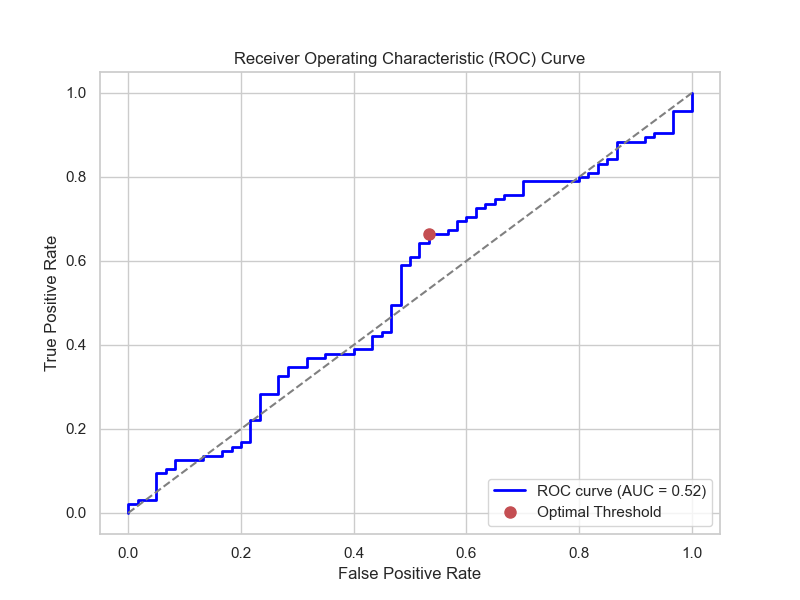 Receiver Operating Characteristic (ROC) Curve
True Positive Rate
1.0
0.8
0.6
0.4
0.2
0.0
ROC curve (AUC = 0.52)
Optimal Threshold
0.0 0.2 0.4 0.6 0.8 1.0
False Positive Rate